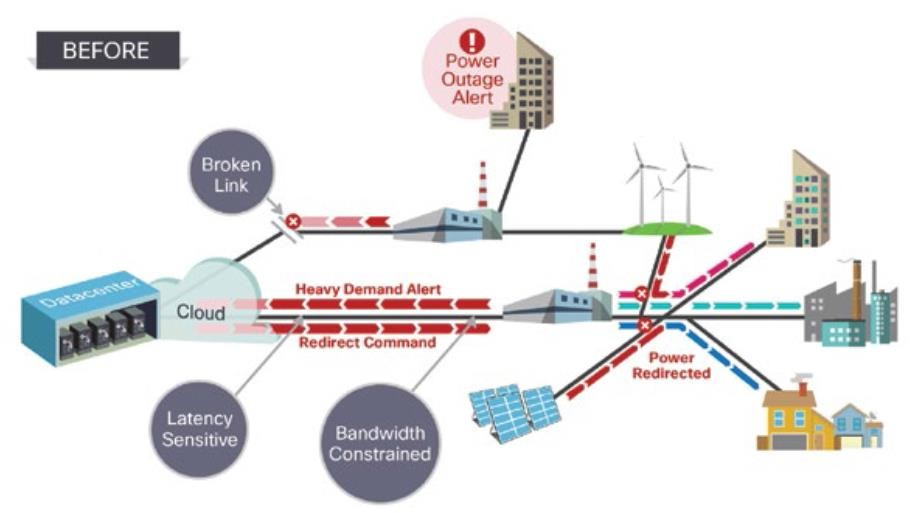 BEFORE
Power
Outage
Alert
Broken
Link
Datacenter
Cloud
Heavy Demand Alert
Redirect Command
Power
Redirected
Latency
Sensitive
Bandwidth
Constrained